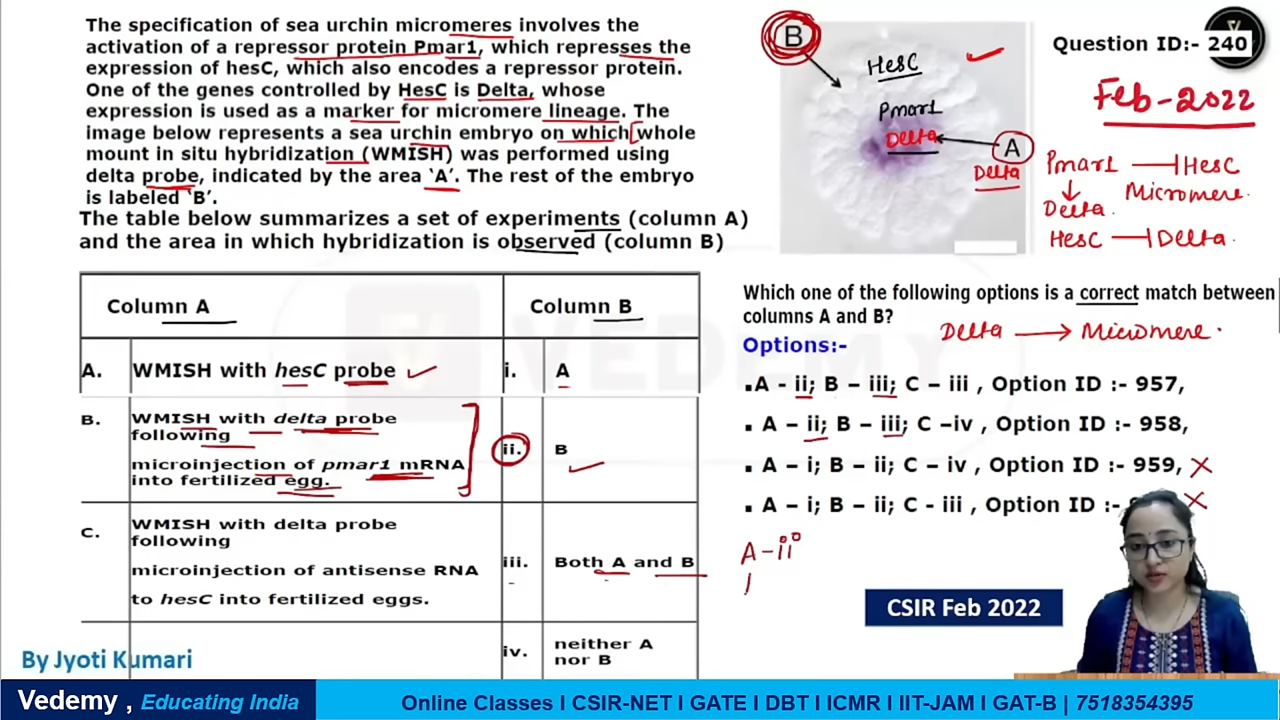 The specification of sea urchin micromeres involves the
activation of a repressor protein Pmar1, which represses the
expression of hesC, which also encodes a repressor protein.
One of the genes controlled by HesC is Delta, whose
expression is used as a marker for micromere lineage. The
image below represents a sea urchin embryo on which whole
mount in situ hybridization (WMISH) was performed using
delta probe, indicated by the area 'A'. The rest of the embryo
is labeled 'B'.
The table below summarizes a set of experiments (column A)
and the area in which hybridization is observed (column B)
B
HesC
Pmar1
Delta
A
Delta
Question ID:- 240
Feb-2022
Pmar1 ⊣ HesC
↓ Micromere.
Delta.
HesC ⊣ Delta.
Column A
Column B
A. WMISH with hesC probe
i. A
B. WMISH with delta probe
following
microinjection of pmar1 mRNA
into fertilized egg.
ii. B
C. WMISH with delta probe
following
microinjection of antisense RNA
to hesC into fertilized eggs.
iii. Both A and B
iv. neither A
nor B
Which one of the following options is a correct match between
columns A and B?
Delta → Micromere.
Options:-
.A - ii; B – iii; C – iii , Option ID :- 957,
. A – ii; B – iii; C –iv , Option ID :- 958,
. A – i; B – ii; C – iv , Option ID :- 959,
. A – i; B – ii; C - iii , Option ID :-
A - ii
VEDEMY
CSIR Feb 2022
By Jyoti Kumari
Vedemy , Educating India
Online Classes I CSIR-NET I GATE I DBT I ICMR I IIT-JAM I GAT-B | 7518354395